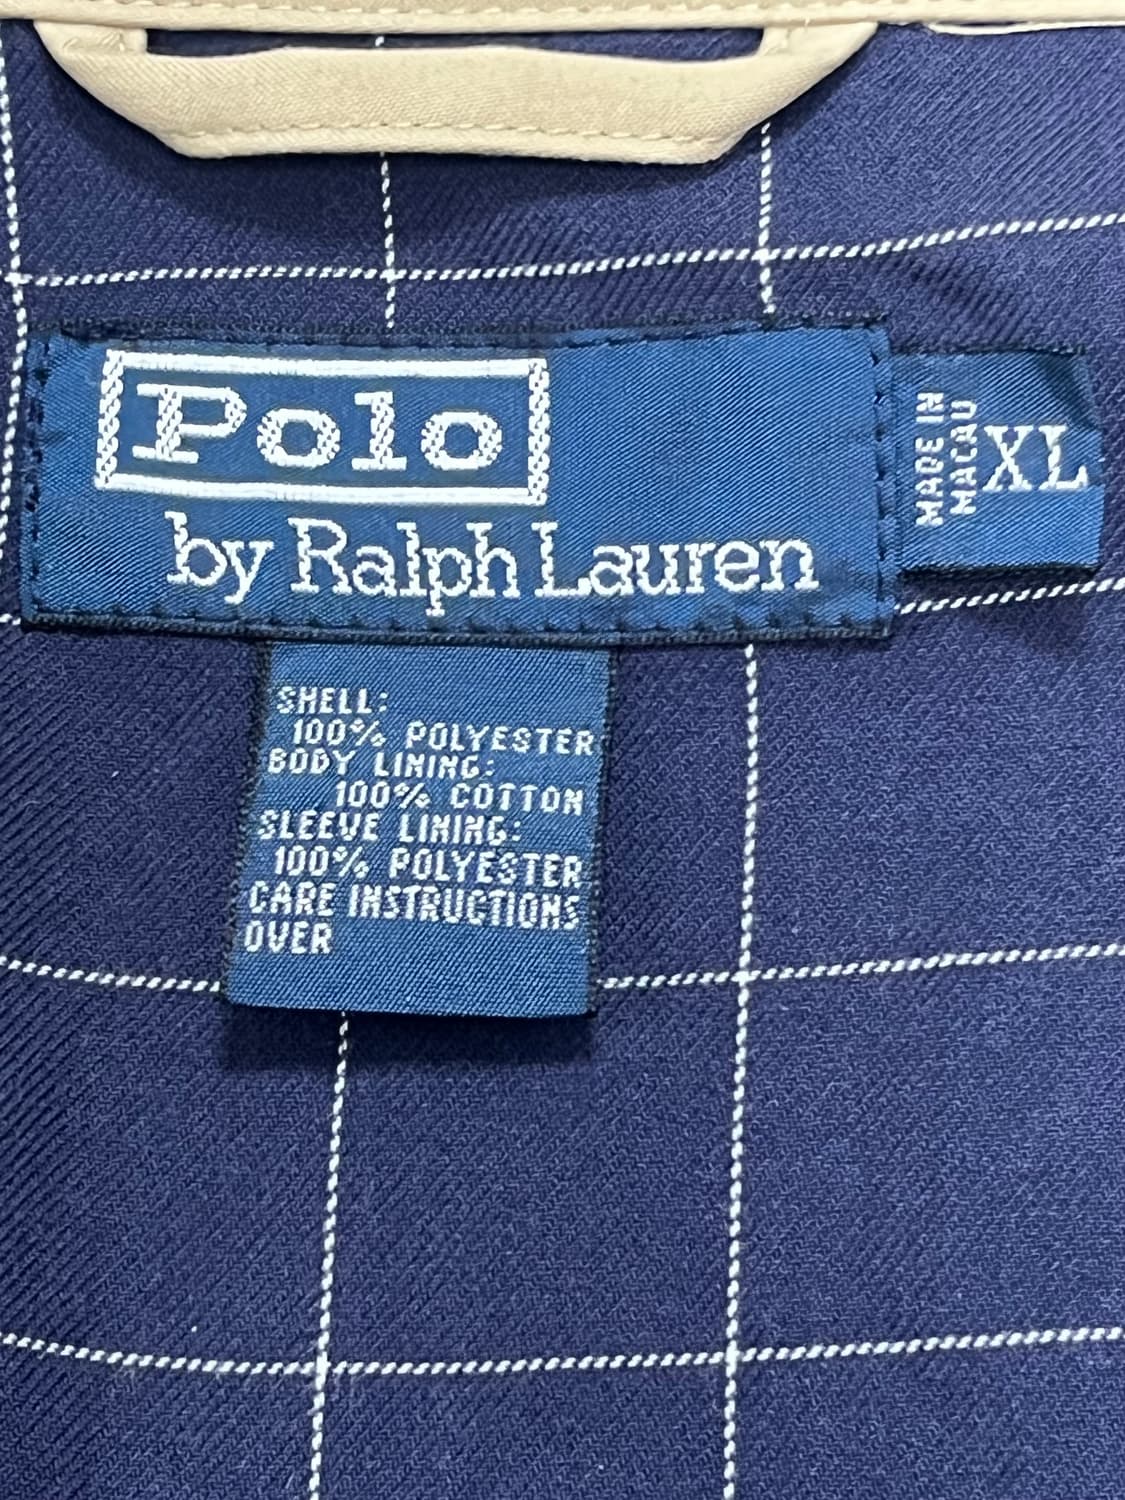 Polo
by Ralph Lauren
MADE IN
MACAU
XL
SHELL:
100% POLYESTER
BODY LINING:
100% COTTON
SLEEVE LINING:
100% POLYESTER
CARE INSTRUCTIONS
OVER